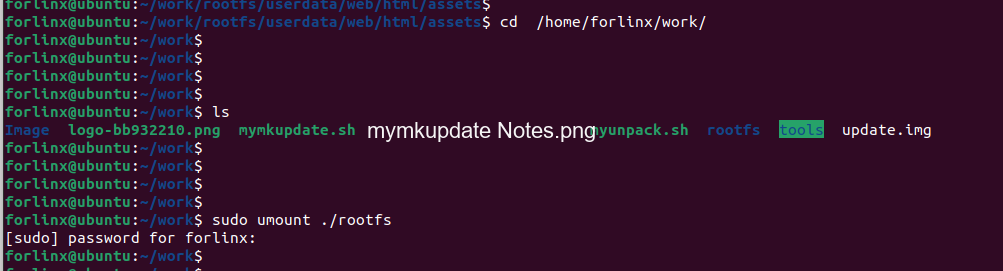 forlinx@ubuntu:~/work/rootfs/userdata/web/html/assets$
forlinx@ubuntu:~/work/rootfs/userdata/web/html/assets$ cd  /home/forlinx/work/
forlinx@ubuntu:~/work$
forlinx@ubuntu:~/work$
forlinx@ubuntu:~/work$
forlinx@ubuntu:~/work$
forlinx@ubuntu:~/work$ ls
Image  logo-bb932210.png  mymkupdate.sh  mymkupdate Notes.png  myunpack.sh  rootfs  tools  update.img
forlinx@ubuntu:~/work$
forlinx@ubuntu:~/work$
forlinx@ubuntu:~/work$
forlinx@ubuntu:~/work$
forlinx@ubuntu:~/work$ sudo umount ./rootfs
[sudo] password for forlinx:
forlinx@ubuntu:~/work$